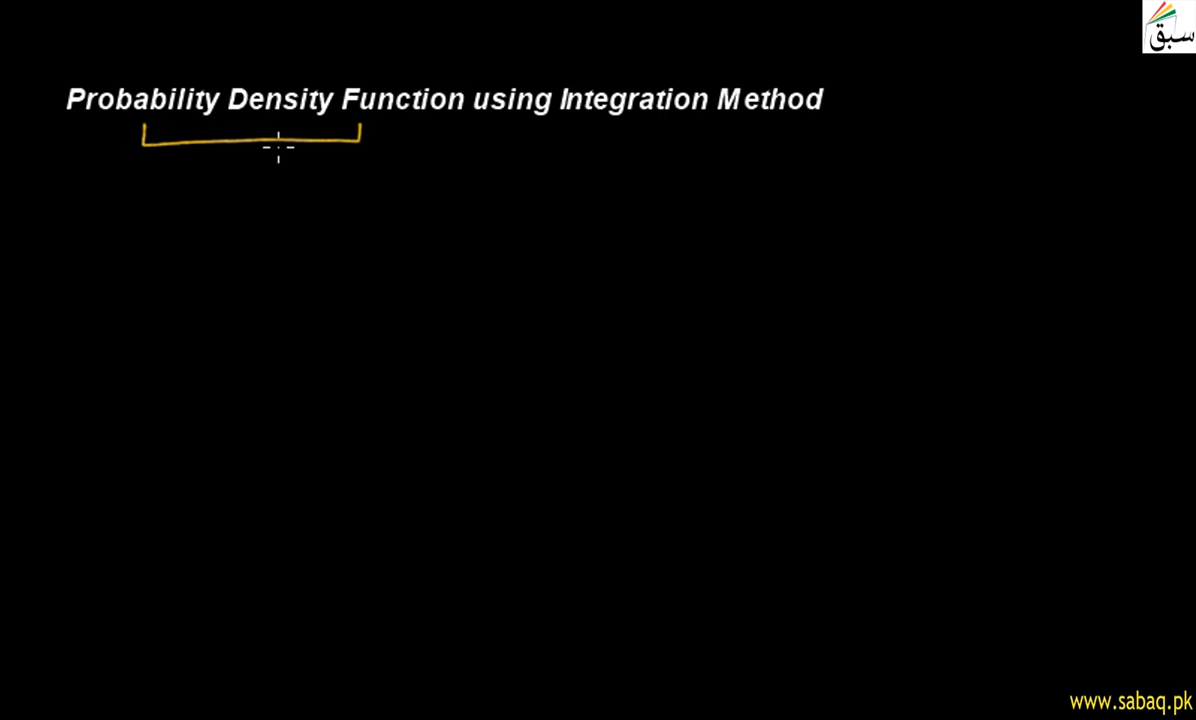 سبق
Probability Density Function using Integration Method
www.sabaq.pk